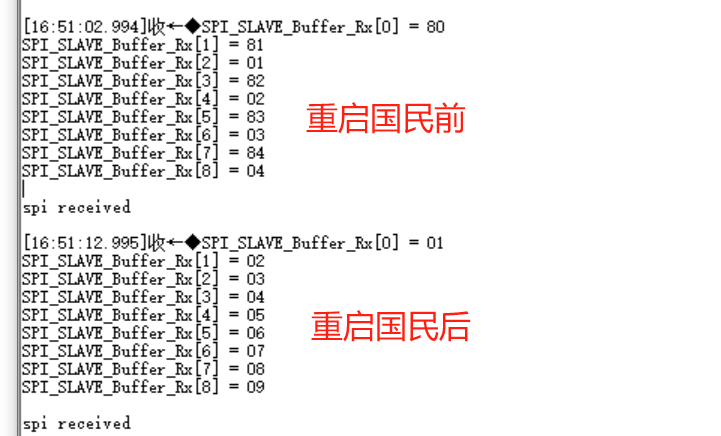 [16:51:02.994]收←◆SPI_SLAVE_Buffer_Rx[0] = 80
SPI_SLAVE_Buffer_Rx[1] = 81
SPI_SLAVE_Buffer_Rx[2] = 01
SPI_SLAVE_Buffer_Rx[3] = 82
SPI_SLAVE_Buffer_Rx[4] = 02
SPI_SLAVE_Buffer_Rx[5] = 83
SPI_SLAVE_Buffer_Rx[6] = 03
SPI_SLAVE_Buffer_Rx[7] = 84
SPI_SLAVE_Buffer_Rx[8] = 04
重启国民前
spi received
[16:51:12.995]收←◆SPI_SLAVE_Buffer_Rx[0] = 01
SPI_SLAVE_Buffer_Rx[1] = 02
SPI_SLAVE_Buffer_Rx[2] = 03
SPI_SLAVE_Buffer_Rx[3] = 04
SPI_SLAVE_Buffer_Rx[4] = 05
SPI_SLAVE_Buffer_Rx[5] = 06
SPI_SLAVE_Buffer_Rx[6] = 07
SPI_SLAVE_Buffer_Rx[7] = 08
SPI_SLAVE_Buffer_Rx[8] = 09
重启国民后
spi received